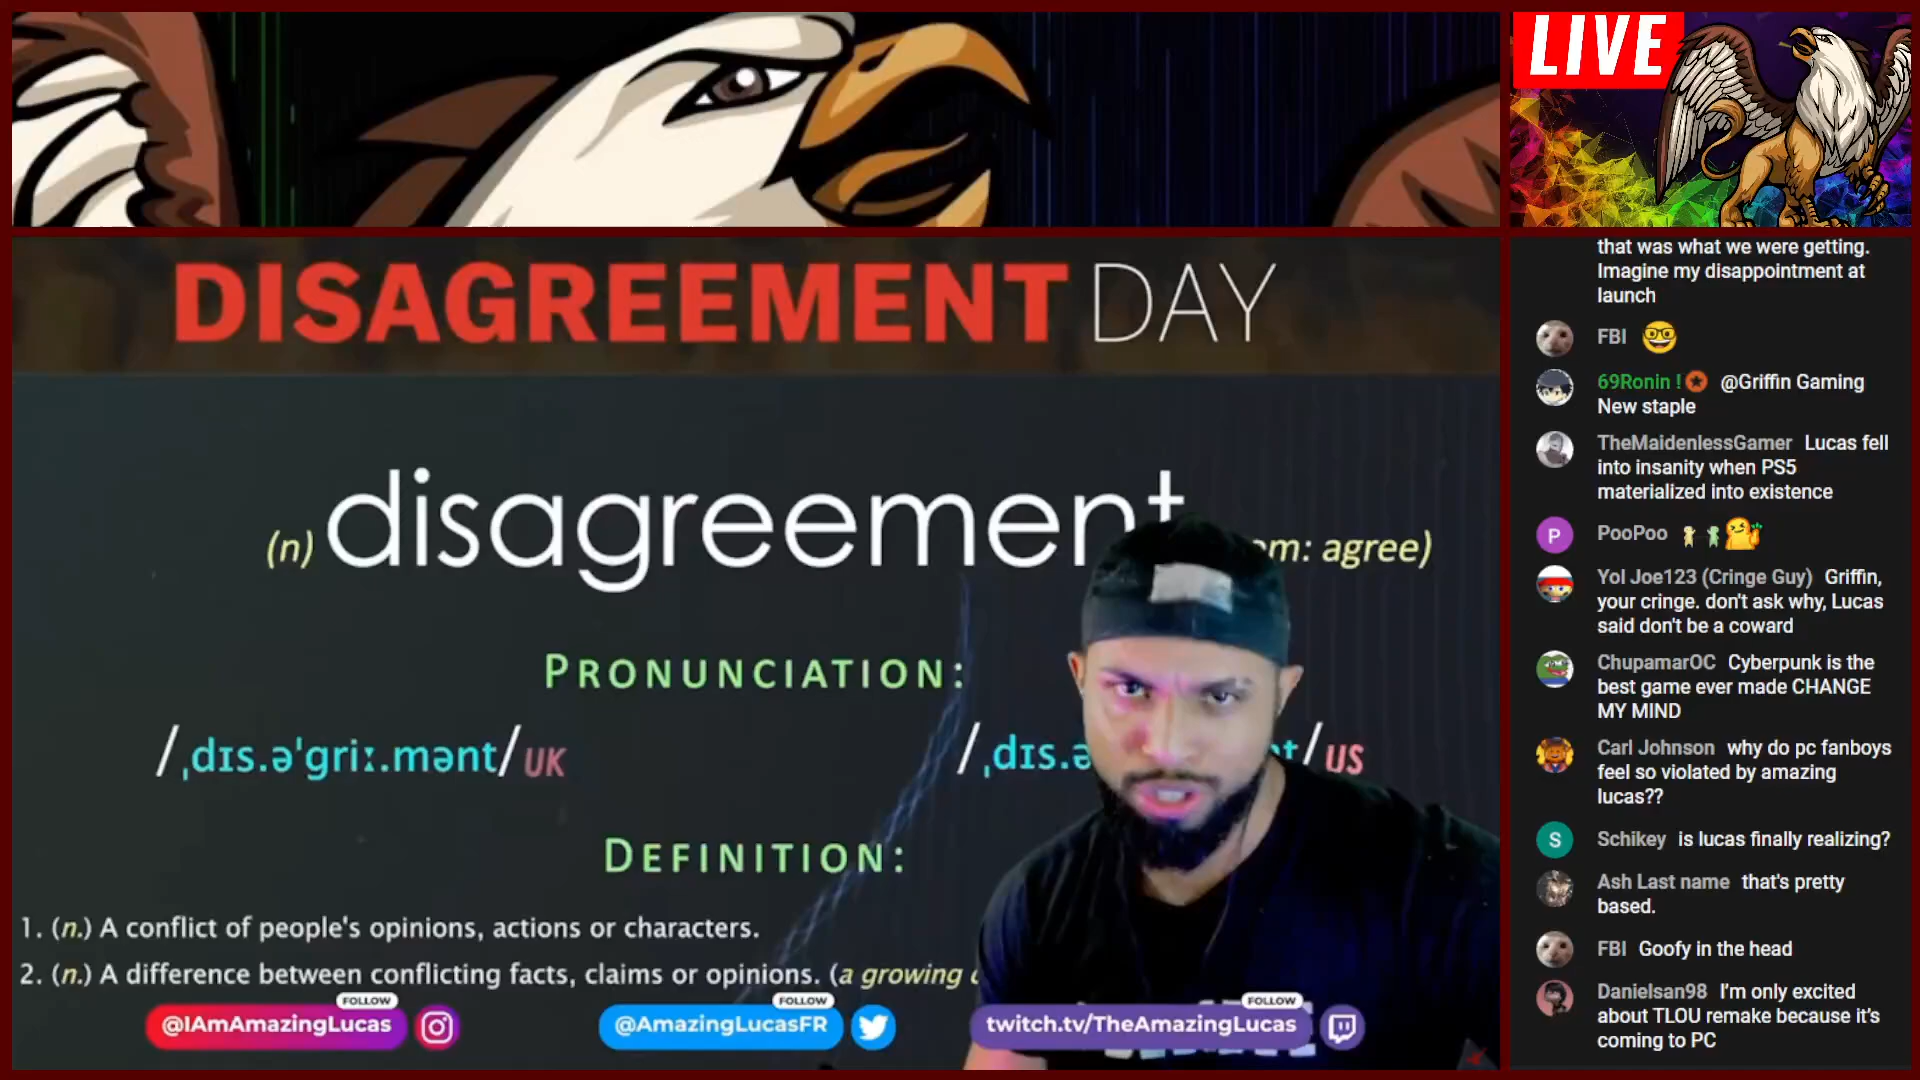 LIVE
DISAGREEMENT DAY
(n) disagreement
om: agree)
PRONUNCIATION:
/ˌdɪs.ə'ɡriː.mənt/ UK
/ˌdɪs.ə
t/ US
DEFINITION:
1. (n.) A conflict of people's opinions, actions or characters.
2. (n.) A difference between conflicting facts, claims or opinions. (a growing
FOLLOW
@IAmAmazingLucas
FOLLOW
@AmazingLucasFR
FOLLOW
twitch.tv/TheAmazingLucas
that was what we were getting.
Imagine my disappointment at
launch
FBI 🤓
69Ronin ! @Griffin Gaming
New staple
TheMaidenlessGamer Lucas fell
into insanity when PS5
materialized into existence
P
PooPoo
Yol Joe123 (Cringe Guy) Griffin,
your cringe. don't ask why, Lucas
said don't be a coward
ChupamarOC Cyberpunk is the
best game ever made CHANGE
MY MIND
Carl Johnson why do pc fanboys
feel so violated by amazing
lucas??
S
Schikey is lucas finally realizing?
Ash Last name that's pretty
based.
FBI Goofy in the head
Danielsan98 I'm only excited
about TLOU remake because it's
coming to PC